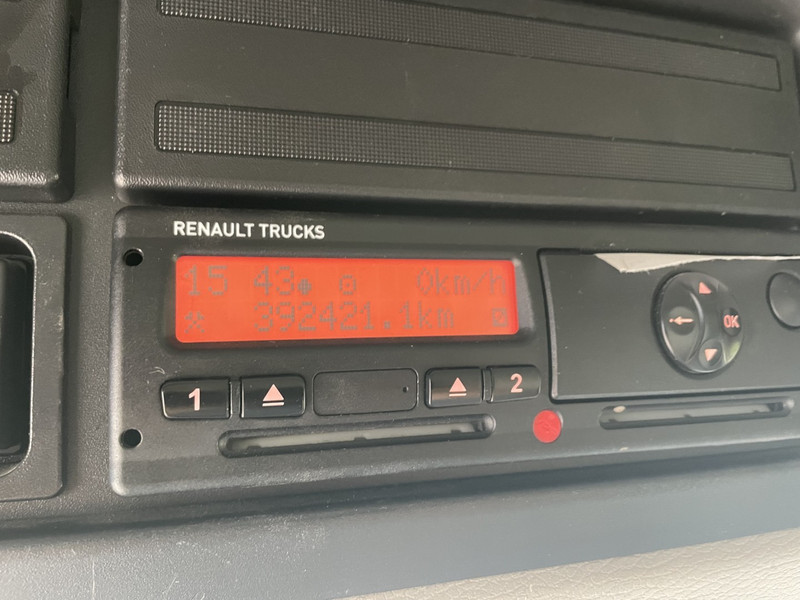 RENAULT TRUCKS
15 43 0km/h
392421.1km
1 2
OK